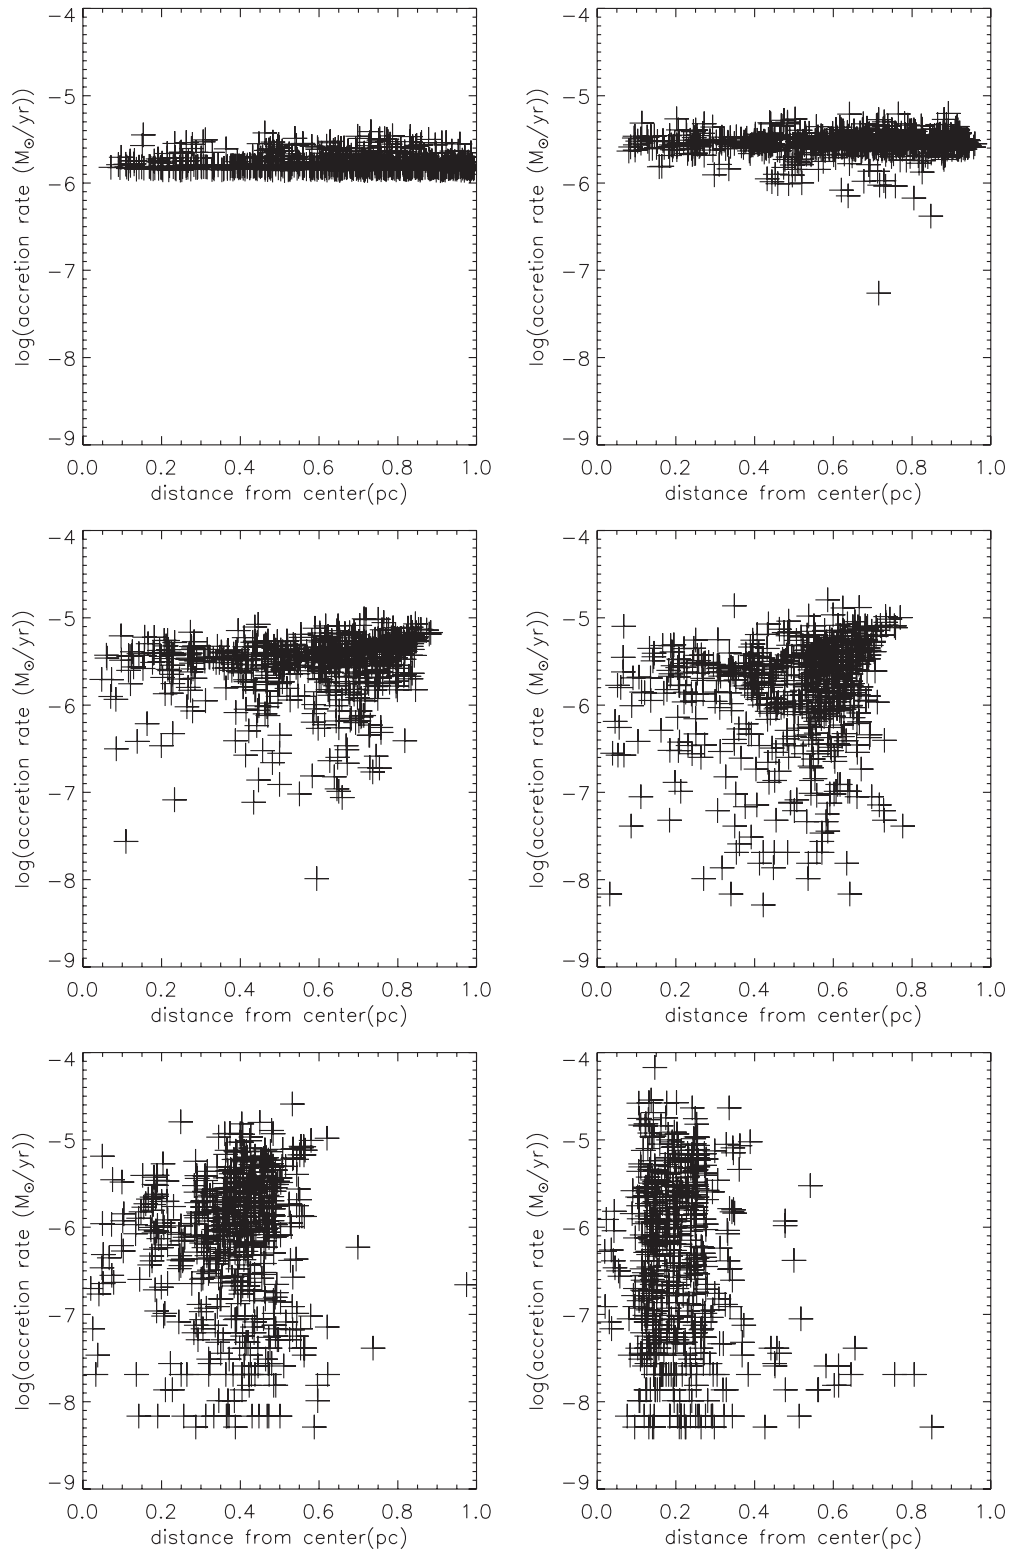 −4 −4
−5 −5
−6 −6
−7 −7
−8 −8
−9 −9
log(accretion rate (M☉/yr)) log(accretion rate (M☉/yr))
0.0 0.2 0.4 0.6 0.8 1.0 0.0 0.2 0.4 0.6 0.8 1.0
distance from center(pc) distance from center(pc)
−4 −4
−5 −5
−6 −6
−7 −7
−8 −8
−9 −9
log(accretion rate (M☉/yr)) log(accretion rate (M☉/yr))
0.0 0.2 0.4 0.6 0.8 1.0 0.0 0.2 0.4 0.6 0.8 1.0
distance from center(pc) distance from center(pc)
−4 −4
−5 −5
−6 −6
−7 −7
−8 −8
−9 −9
log(accretion rate (M☉/yr)) log(accretion rate (M☉/yr))
0.0 0.2 0.4 0.6 0.8 1.0 0.0 0.2 0.4 0.6 0.8 1.0
distance from center(pc) distance from center(pc)